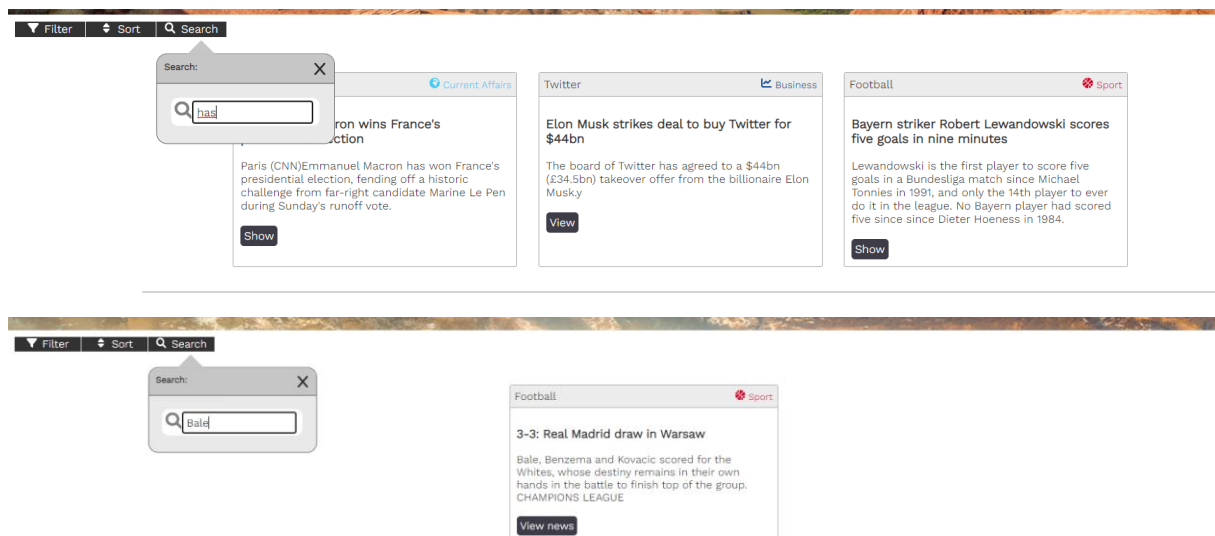 Filter Sort Search
Search: X
has
Current Affairs
ron wins France's
ction
Paris (CNN)Emmanuel Macron has won France's
presidential election, fending off a historic
challenge from far-right candidate Marine Le Pen
during Sunday's runoff vote.
Show
Twitter Business
Elon Musk strikes deal to buy Twitter for
$44bn
The board of Twitter has agreed to a $44bn
(£34.5bn) takeover offer from the billionaire Elon
Musk.y
View
Football Sport
Bayern striker Robert Lewandowski scores
five goals in nine minutes
Lewandowski is the first player to score five
goals in a Bundesliga match since Michael
Tonnies in 1991, and only the 14th player to ever
do it in the league. No Bayern player had scored
five since since Dieter Hoeness in 1984.
Show
Filter Sort Search
Search: X
Bale
Football Sport
3-3: Real Madrid draw in Warsaw
Bale, Benzema and Kovacic scored for the
Whites, whose destiny remains in their own
hands in the battle to finish top of the group.
CHAMPIONS LEAGUE
View news